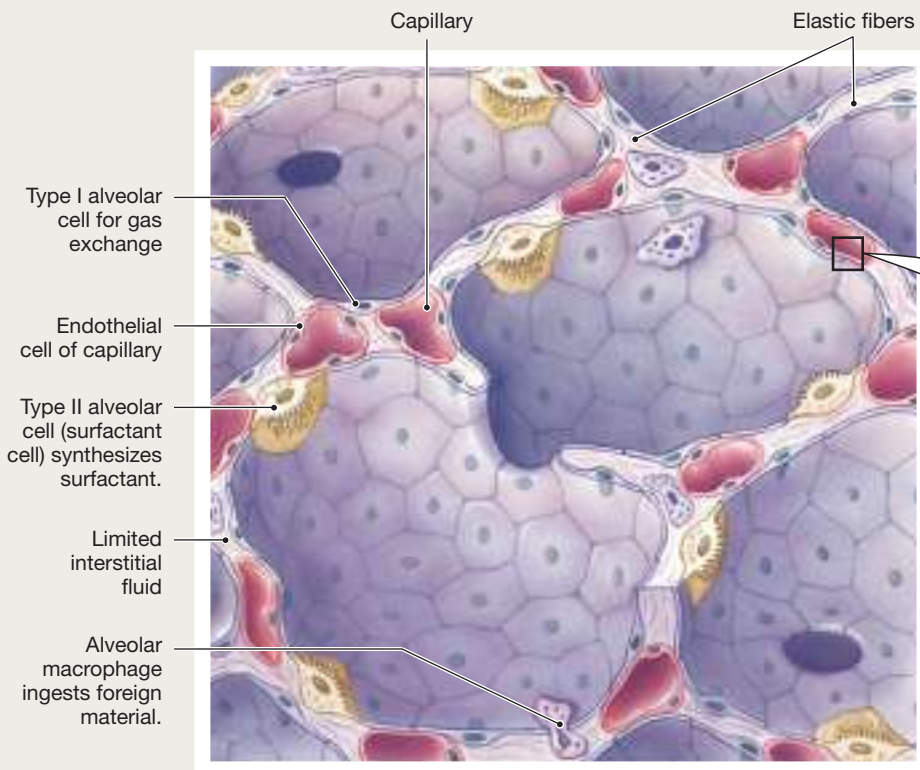 Capillary
Elastic fibers
Type I alveolar
cell for gas
exchange
Endothelial
cell of capillary
Type II alveolar
cell (surfactant
cell) synthesizes
surfactant.
Limited
interstitial
fluid
Alveolar
macrophage
ingests foreign
material.